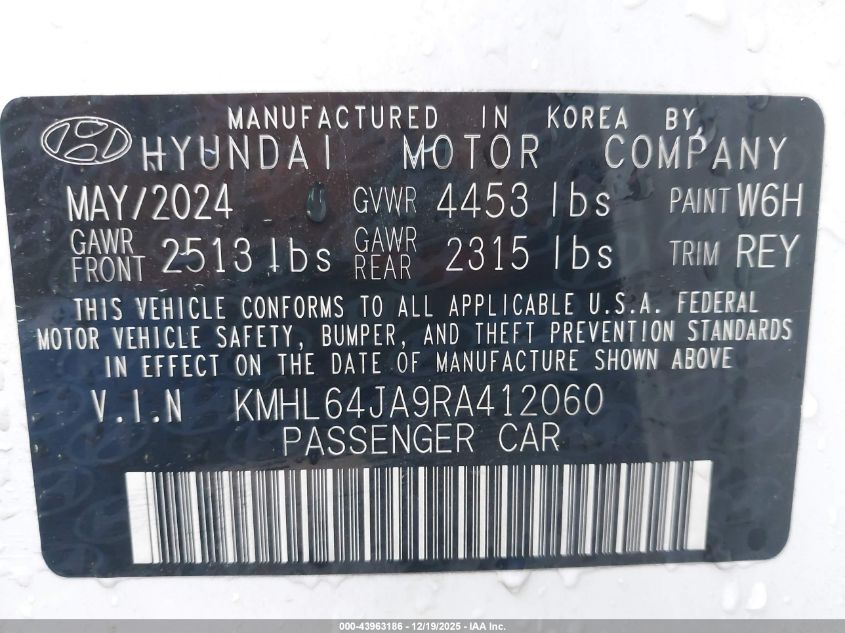 MANUFACTURED IN KOREA BY
HYUNDAI MOTOR COMPANY
MAY/2024 GVWR 4453 lbs PAINT W6H
GAWR FRONT 2513 lbs GAWR REAR 2315 lbs TRIM REY
THIS VEHICLE CONFORMS TO ALL APPLICABLE U.S.A. FEDERAL
MOTOR VEHICLE SAFETY, BUMPER, AND THEFT PREVENTION STANDARDS
IN EFFECT ON THE DATE OF MANUFACTURE SHOWN ABOVE
V.I.N KMHL64JA9RA412060
PASSENGER CAR
000-43963186 - 12/19/2025 - IAA Inc.